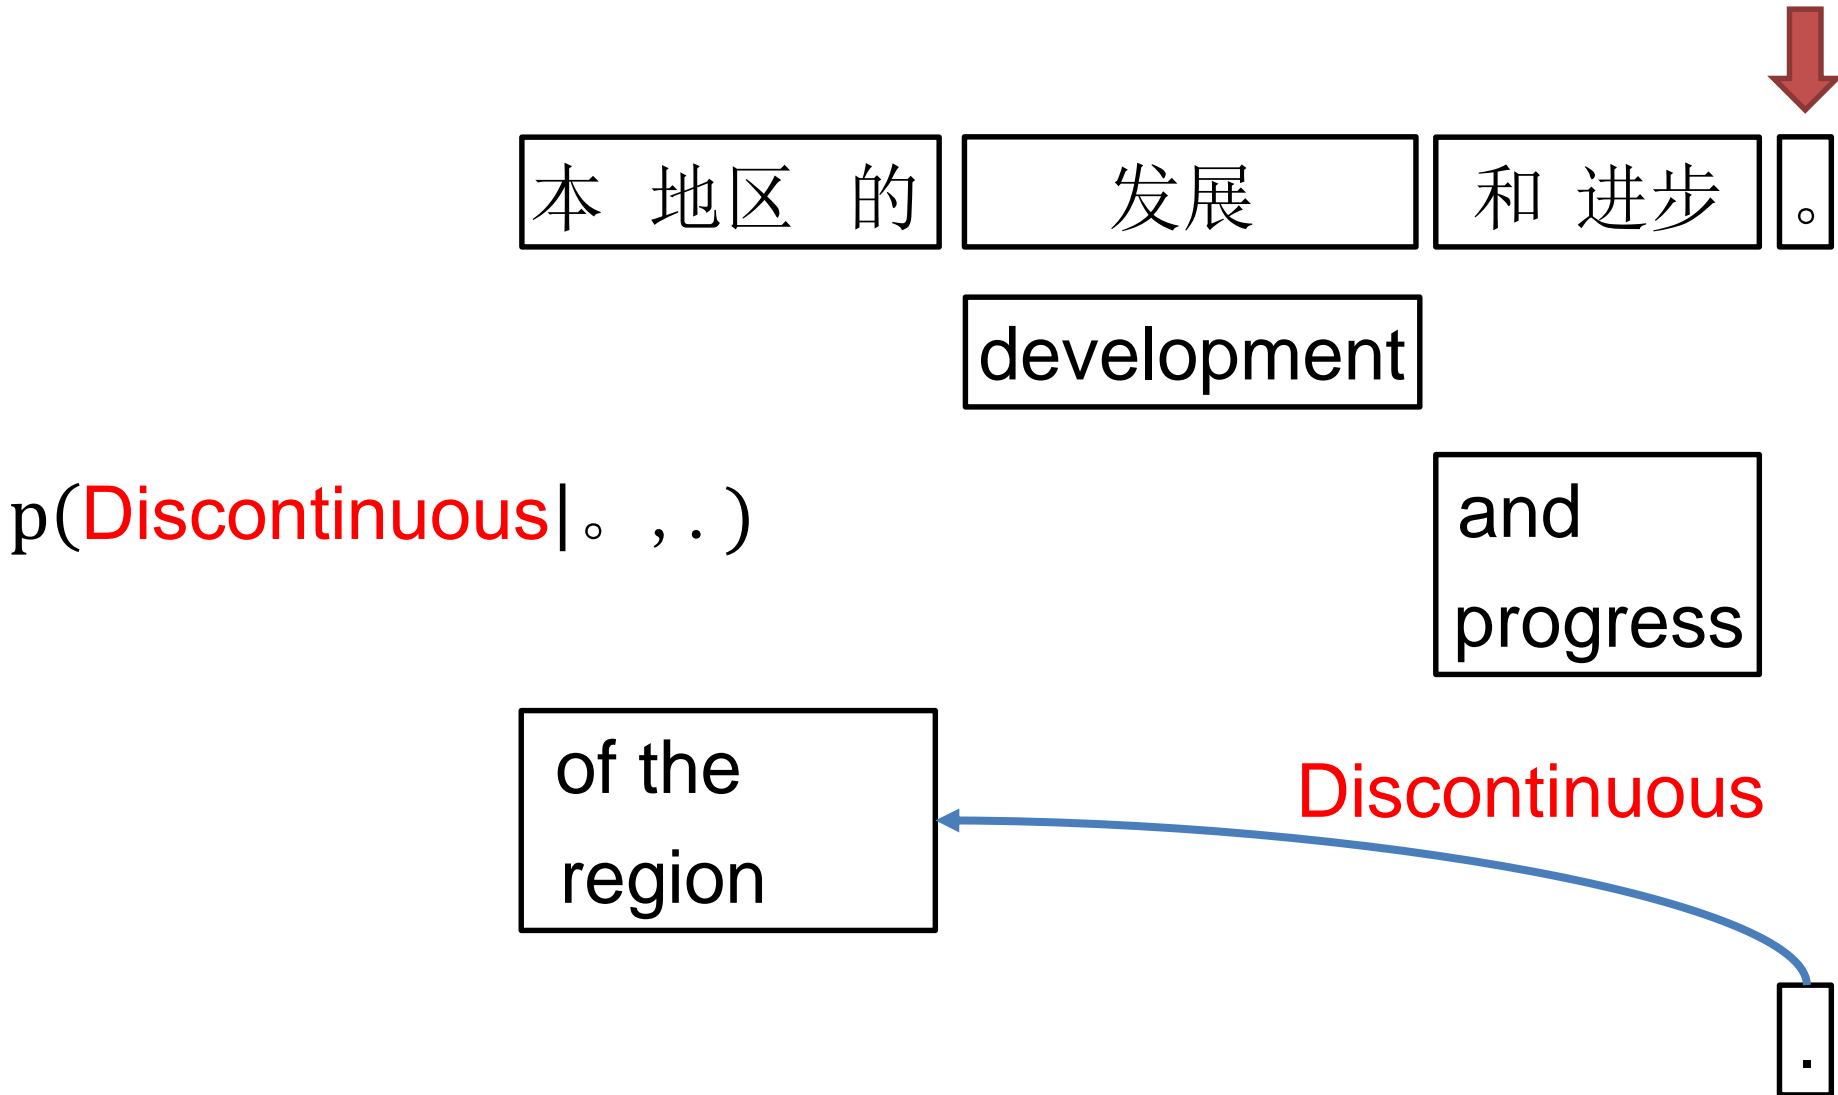 本 地区 的 发展 和 进步 。
development
p(Discontinuous|。,.)
and
progress
of the
region
Discontinuous
.